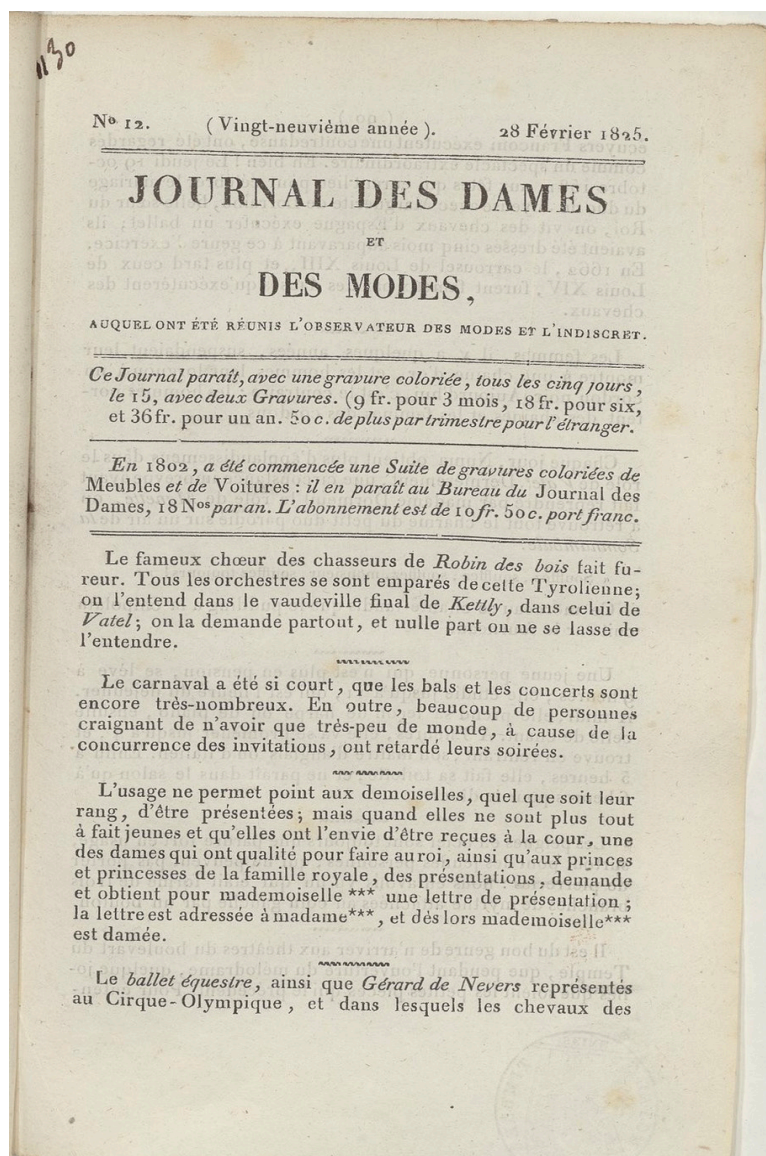 1130
Nº 12. ( Vingt-neuvième année ). 28 Février 1825.
JOURNAL DES DAMES
ET
DES MODES,
AUQUEL ONT ÉTÉ RÉUNIS L'OBSERVATEUR DES MODES ET L'INDISCRET.
Ce Journal paraît, avec une gravure coloriée, tous les cinq jours,
le 15, avec deux Gravures. (9 fr. pour 3 mois, 18 fr. pour six,
et 36 fr. pour un an. 50 c. de plus par trimestre pour l'étranger.
En 1802, a été commencée une Suite de gravures coloriées de
Meubles et de Voitures : il en paraît au Bureau du Journal des
Dames, 18 Nos par an. L'abonnement est de 10 fr. 50 c. port franc.
Le fameux chœur des chasseurs de Robin des bois fait fu-
reur. Tous les orchestres se sont emparés de cette Tyrolienne;
on l'entend dans le vaudeville final de Kettly, dans celui de
Vatel; on la demande partout, et nulle part on ne se lasse de
l'entendre.
Le carnaval a été si court, que les bals et les concerts sont
encore très-nombreux. En outre, beaucoup de personnes
craignant de n'avoir que très-peu de monde, à cause de la
concurrence des invitations, ont retardé leurs soirées.
L'usage ne permet point aux demoiselles, quel que soit leur
rang, d'être présentées; mais quand elles ne sont plus tout
à fait jeunes et qu'elles ont l'envie d'être reçues à la cour, une
des dames qui ont qualité pour faire au roi, ainsi qu'aux princes
et princesses de la famille royale, des présentations, demande
et obtient pour mademoiselle *** une lettre de présentation;
la lettre est adressée à madame***, et dès lors mademoiselle***
est damée.
Le ballet équestre, ainsi que Gérard de Nevers représentés
au Cirque-Olympique, et dans lesquels les chevaux des